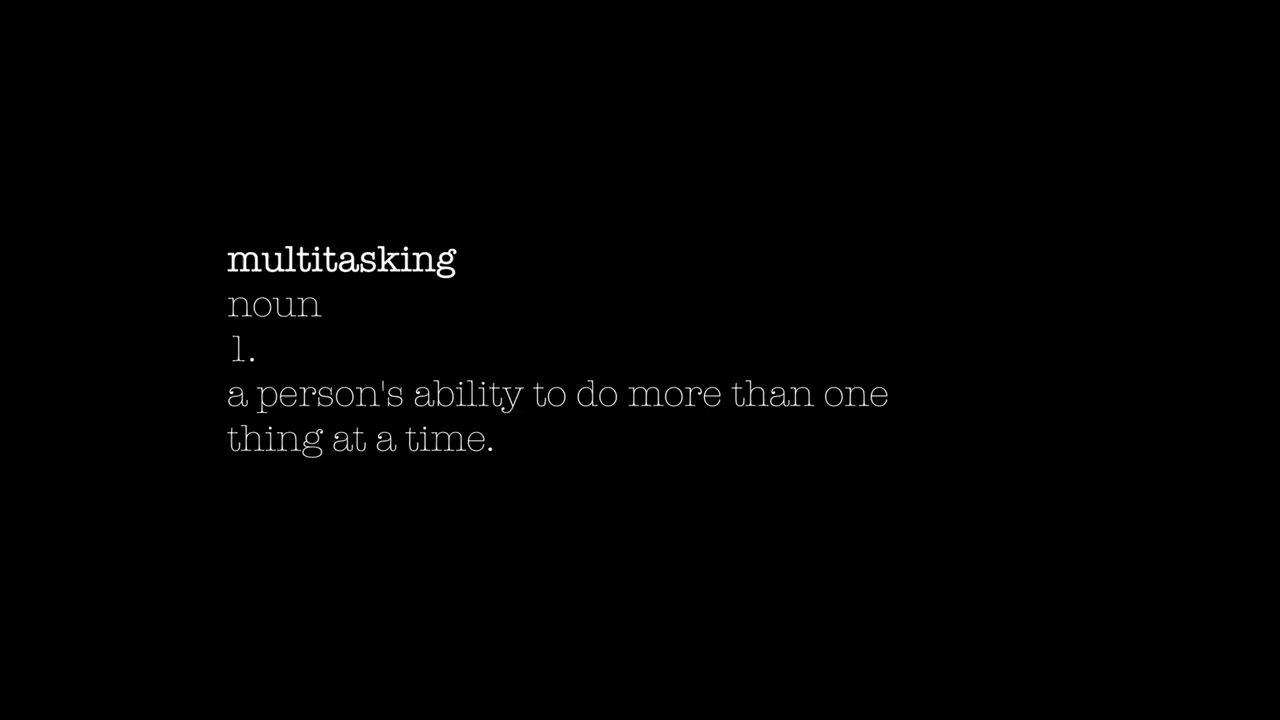 multitasking
noun
1.
a person's ability to do more than one
thing at a time.